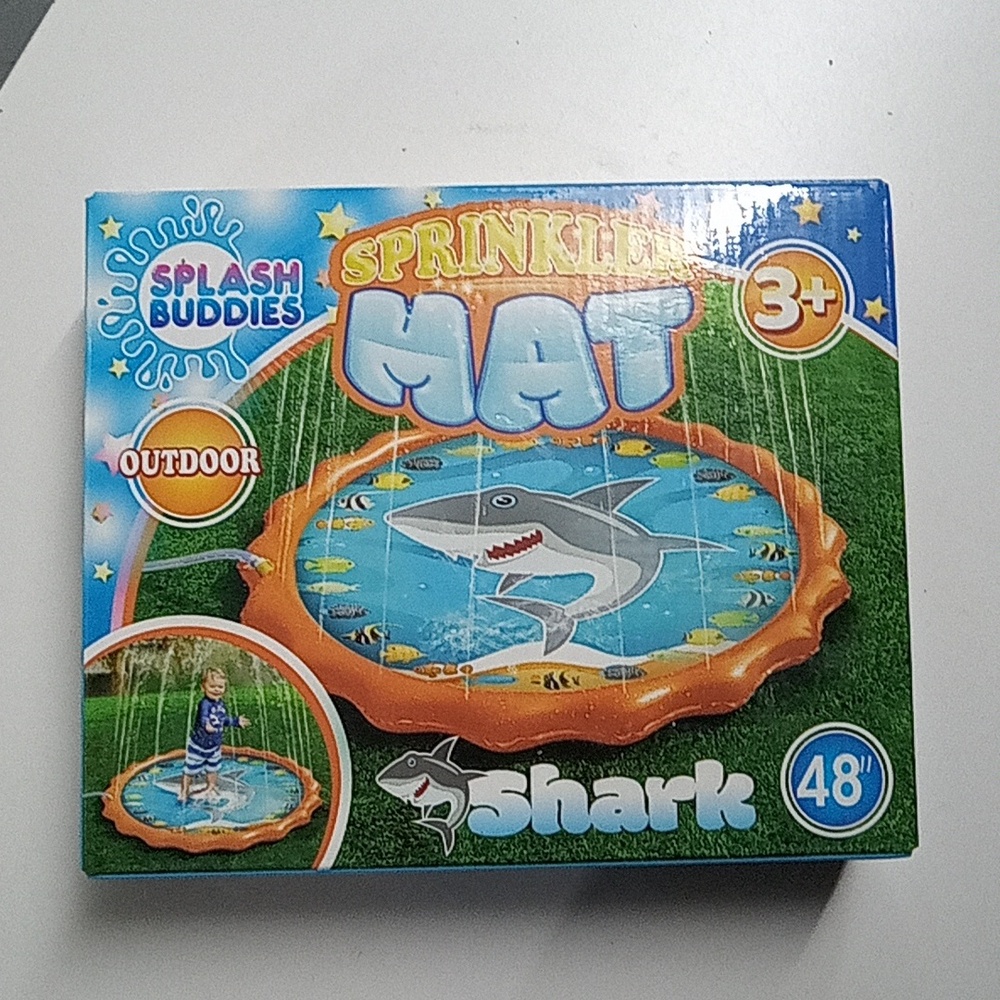 SPLASH
BUDDIES
SPRINKLER
MAT
3+
OUTDOOR
shark
48"